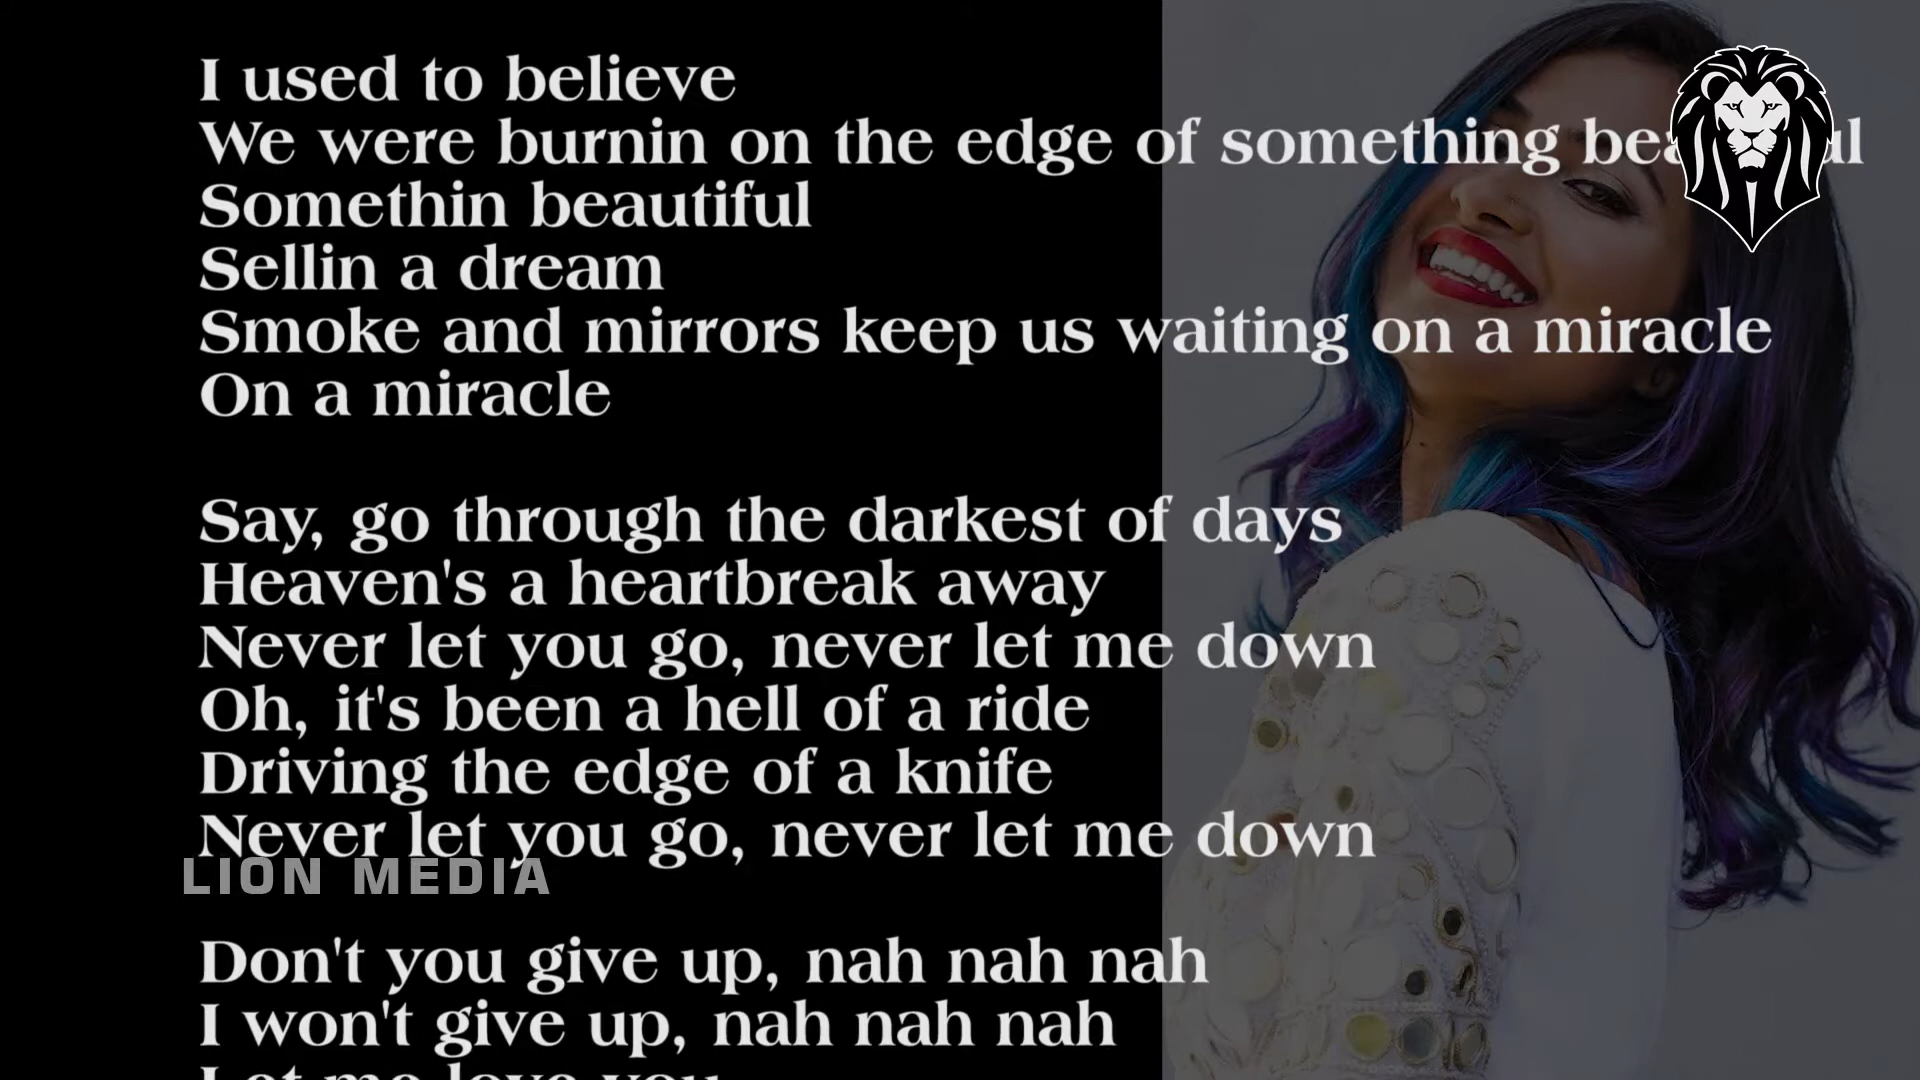 I used to believe
We were burnin on the edge of something
Somethin beautiful
Sellin a dream
Smoke and mirrors keep us waiting on a miracle
On a miracle
Say, go through the darkest of days
Heaven's a heartbreak away
Never let you go, never let me down
Oh, it's been a hell of a ride
Driving the edge of a knife
Never let you go, never let me down
LION MEDIA
Don't you give up, nah nah nah
I won't give up, nah nah nah
Let me love you